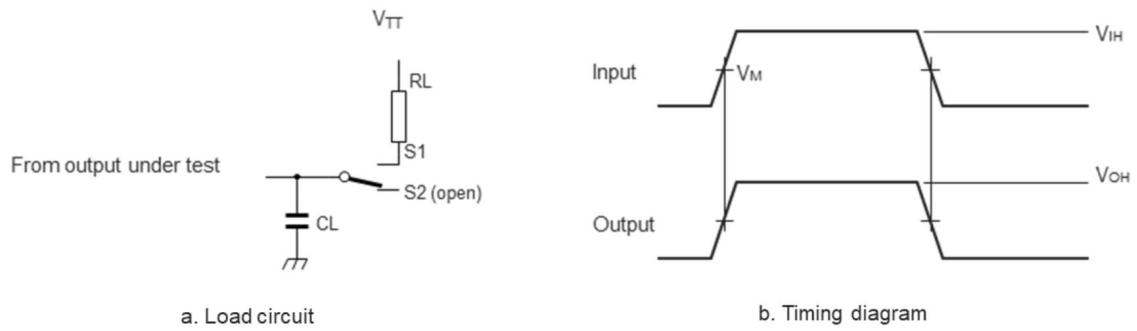 VTT
RL
S1
From output under test
S2 (open)
CL
a. Load circuit
VIH
Input
VM
VOH
Output
b. Timing diagram